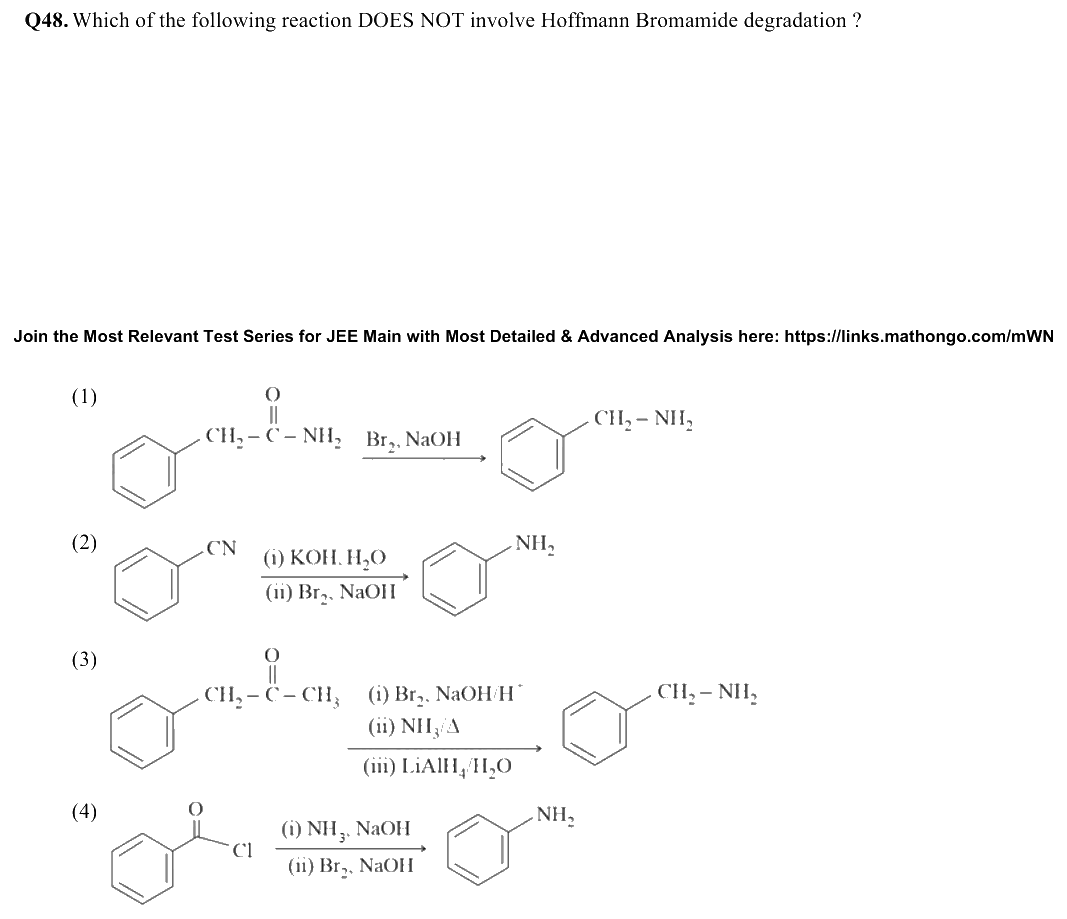 Q48. Which of the following reaction DOES NOT involve Hoffmann Bromamide degradation ?
Join the Most Relevant Test Series for JEE Main with Most Detailed & Advanced Analysis here: https://links.mathongo.com/mWN
(1)
O
||
CH₂ – C – NH₂ Br₂, NaOH CH₂ – NH₂
(2)
CN (i) KOH, H₂O NH₂
(ii) Br₂, NaOH
(3)
O
||
CH₂ – C – CH₃ (i) Br₂, NaOH/H⁺ CH₂ – NH₂
(ii) NH₃/Δ
(iii) LiAlH₄/H₂O
(4)
O
Cl (i) NH₃, NaOH NH₂
(ii) Br₂, NaOH